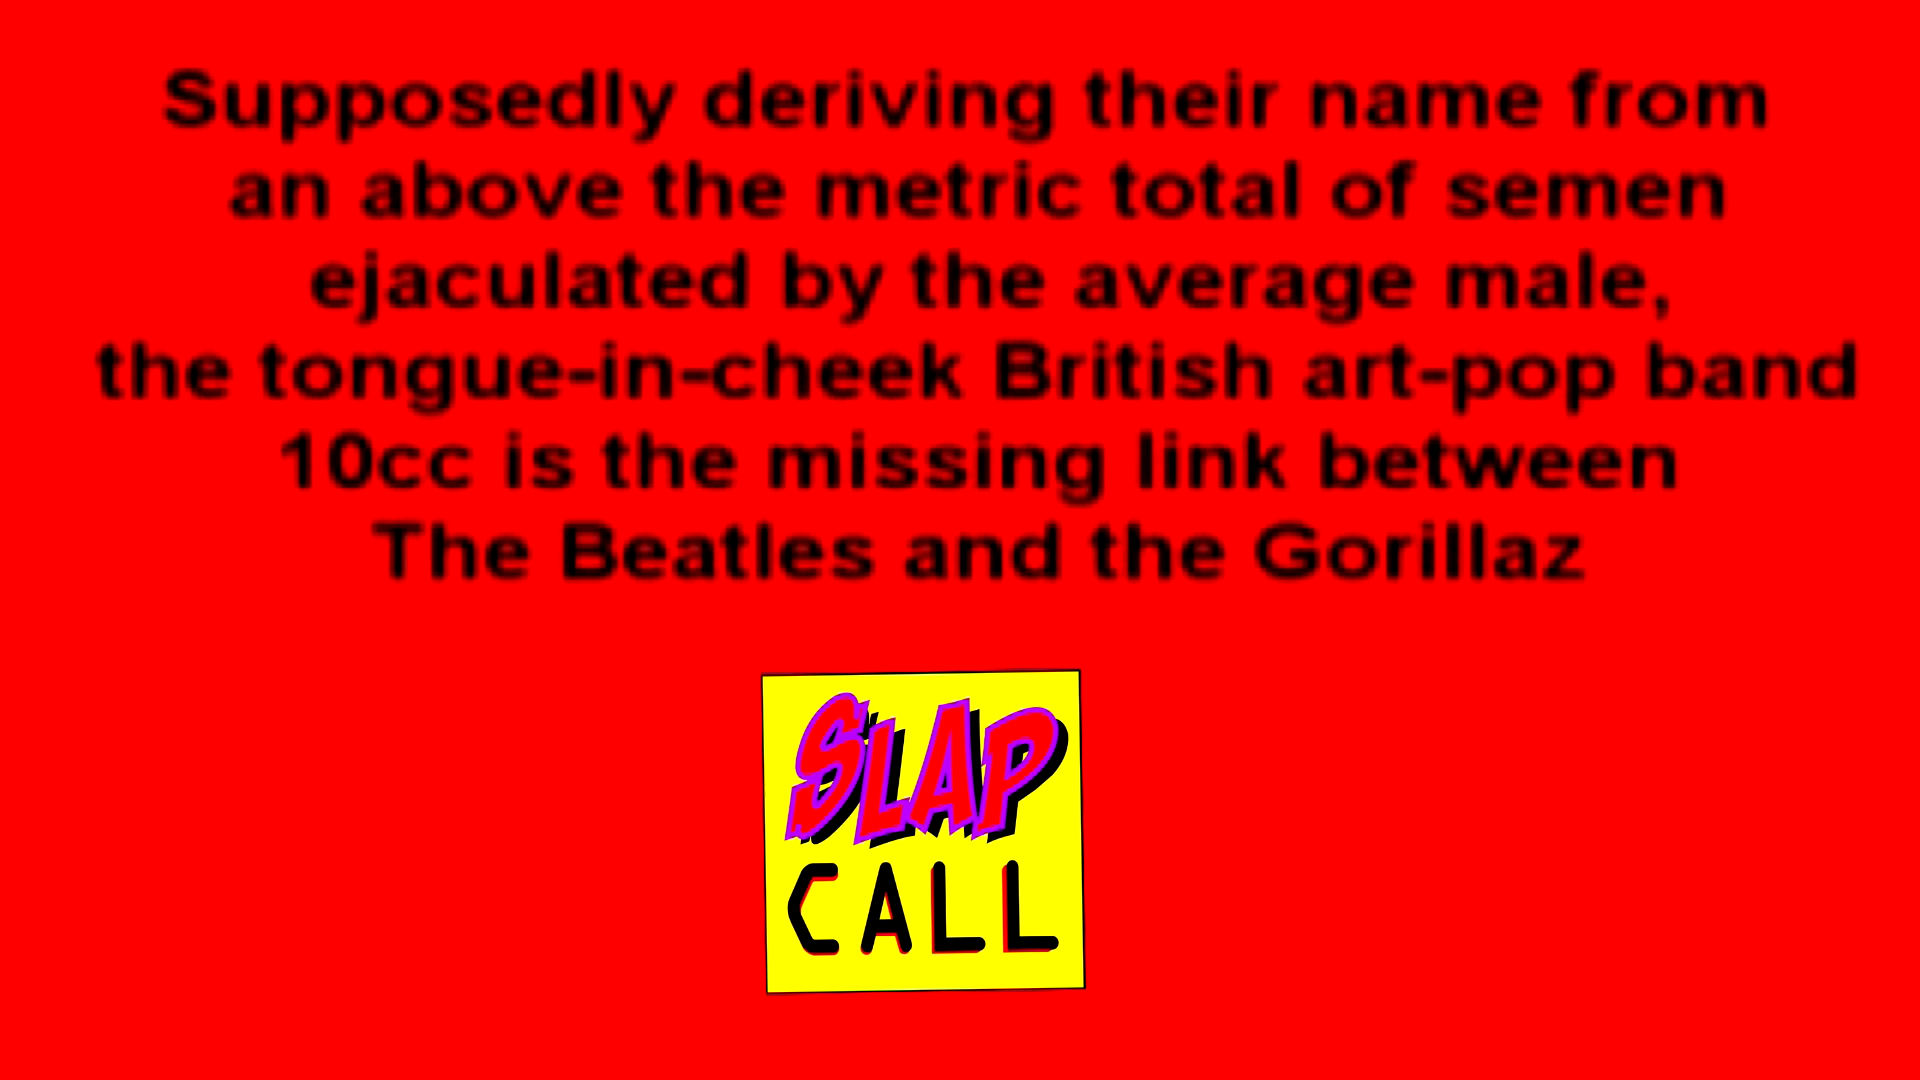 Supposedly deriving their name from
an above the metric total of semen
ejaculated by the average male,
the tongue-in-cheek British art-pop band
10cc is the missing link between
The Beatles and the Gorillaz
SLAP
CALL